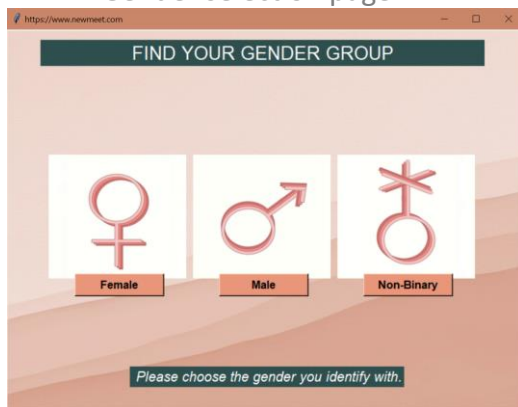 https://www.newmeet.com
FIND YOUR GENDER GROUP
Female
Male
Non-Binary
Please choose the gender you identify with.